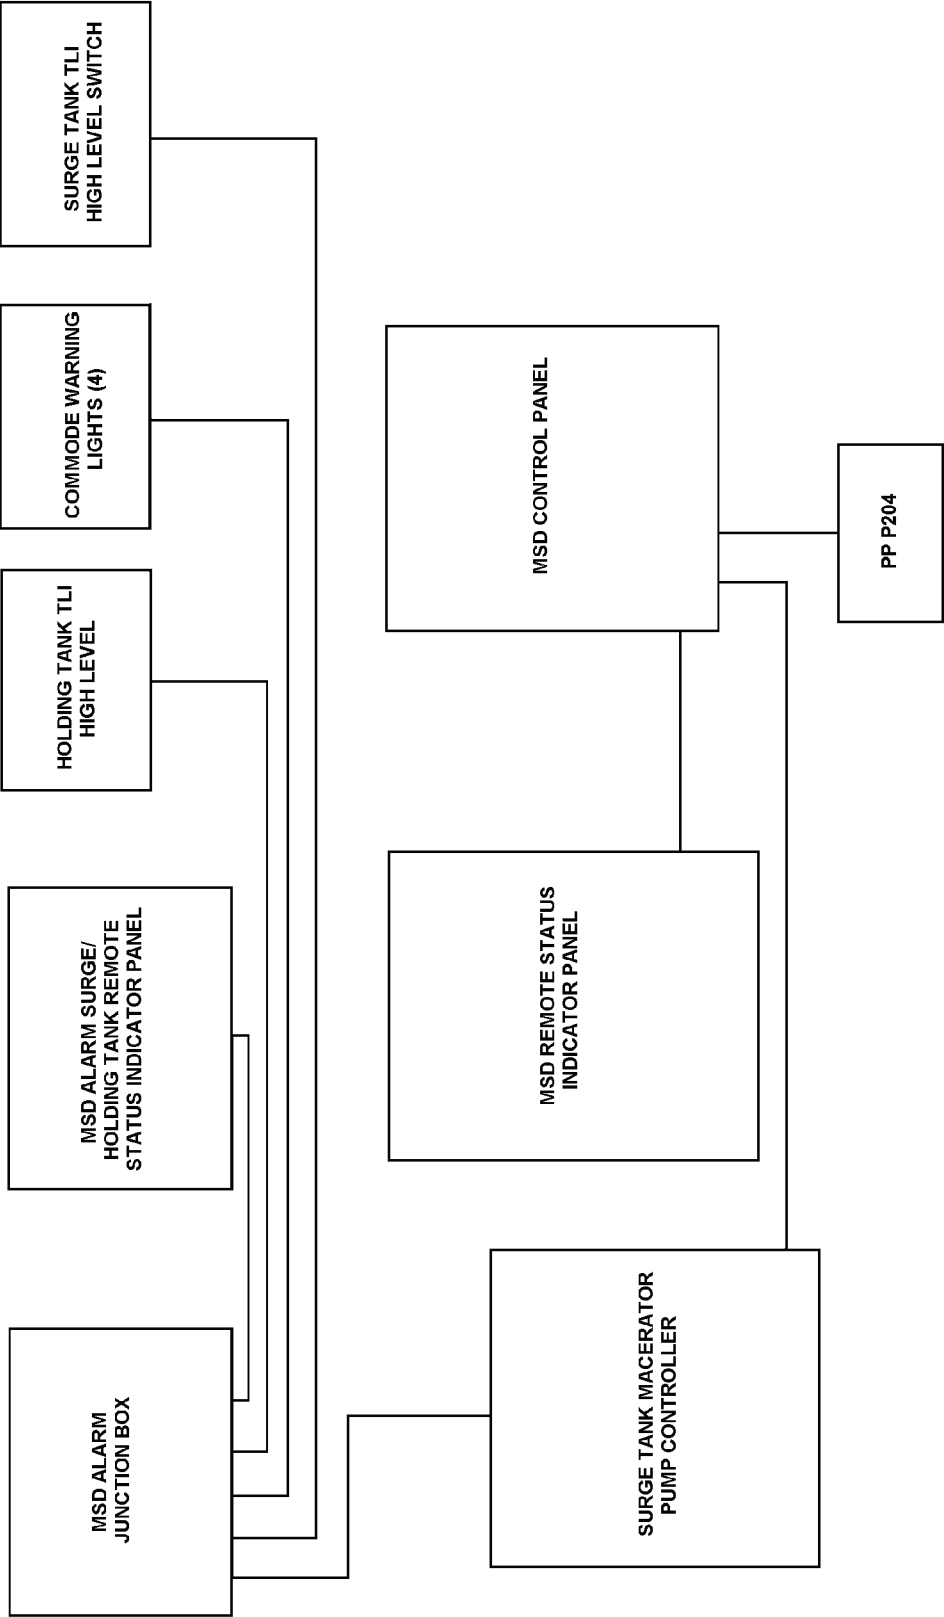 MSD ALARM
JUNCTION BOX
MSD ALARM SURGE/
HOLDING TANK REMOTE
STATUS INDICATOR PANEL
HOLDING TANK TLI
HIGH LEVEL
COMMODE WARNING
LIGHTS (4)
SURGE TANK TLI
HIGH LEVEL SWITCH
SURGE TANK MACERATOR
PUMP CONTROLLER
MSD REMOTE STATUS
INDICATOR PANEL
MSD CONTROL PANEL
PP P204